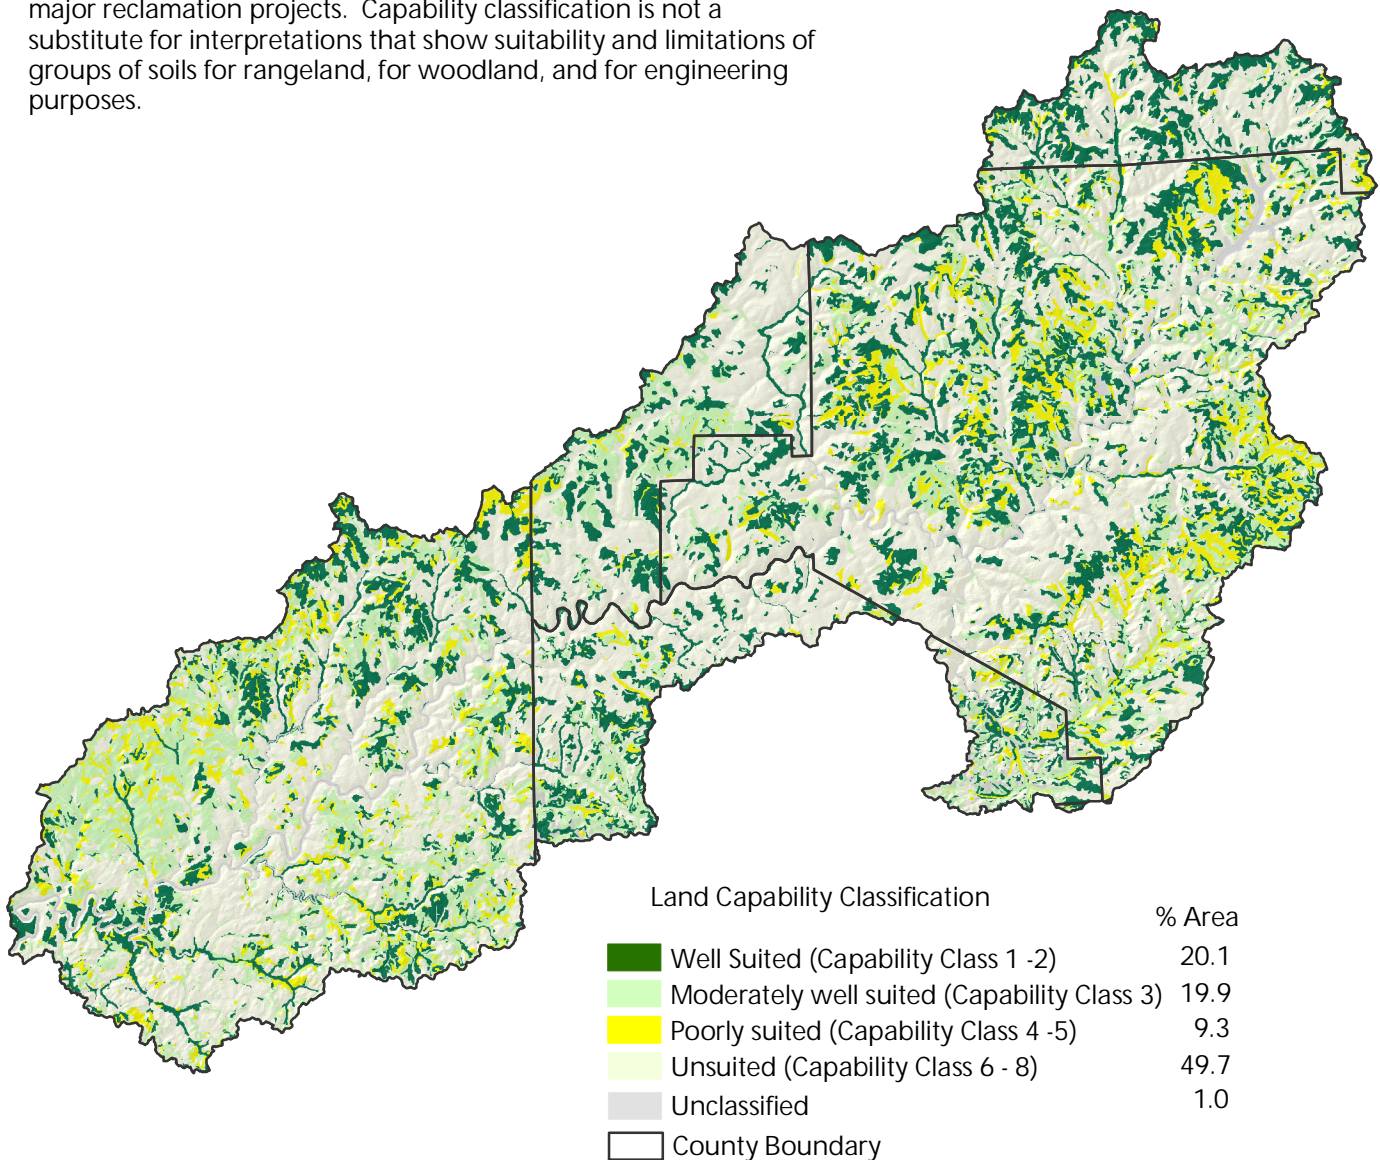 major reclamation projects. Capability classification is not a
substitute for interpretations that show suitability and limitations of
groups of soils for rangeland, for woodland, and for engineering
purposes.
Land Capability Classification
% Area
Well Suited (Capability Class 1 -2) 20.1
Moderately well suited (Capability Class 3) 19.9
Poorly suited (Capability Class 4 -5) 9.3
Unsuited (Capability Class 6 - 8) 49.7
Unclassified 1.0
County Boundary